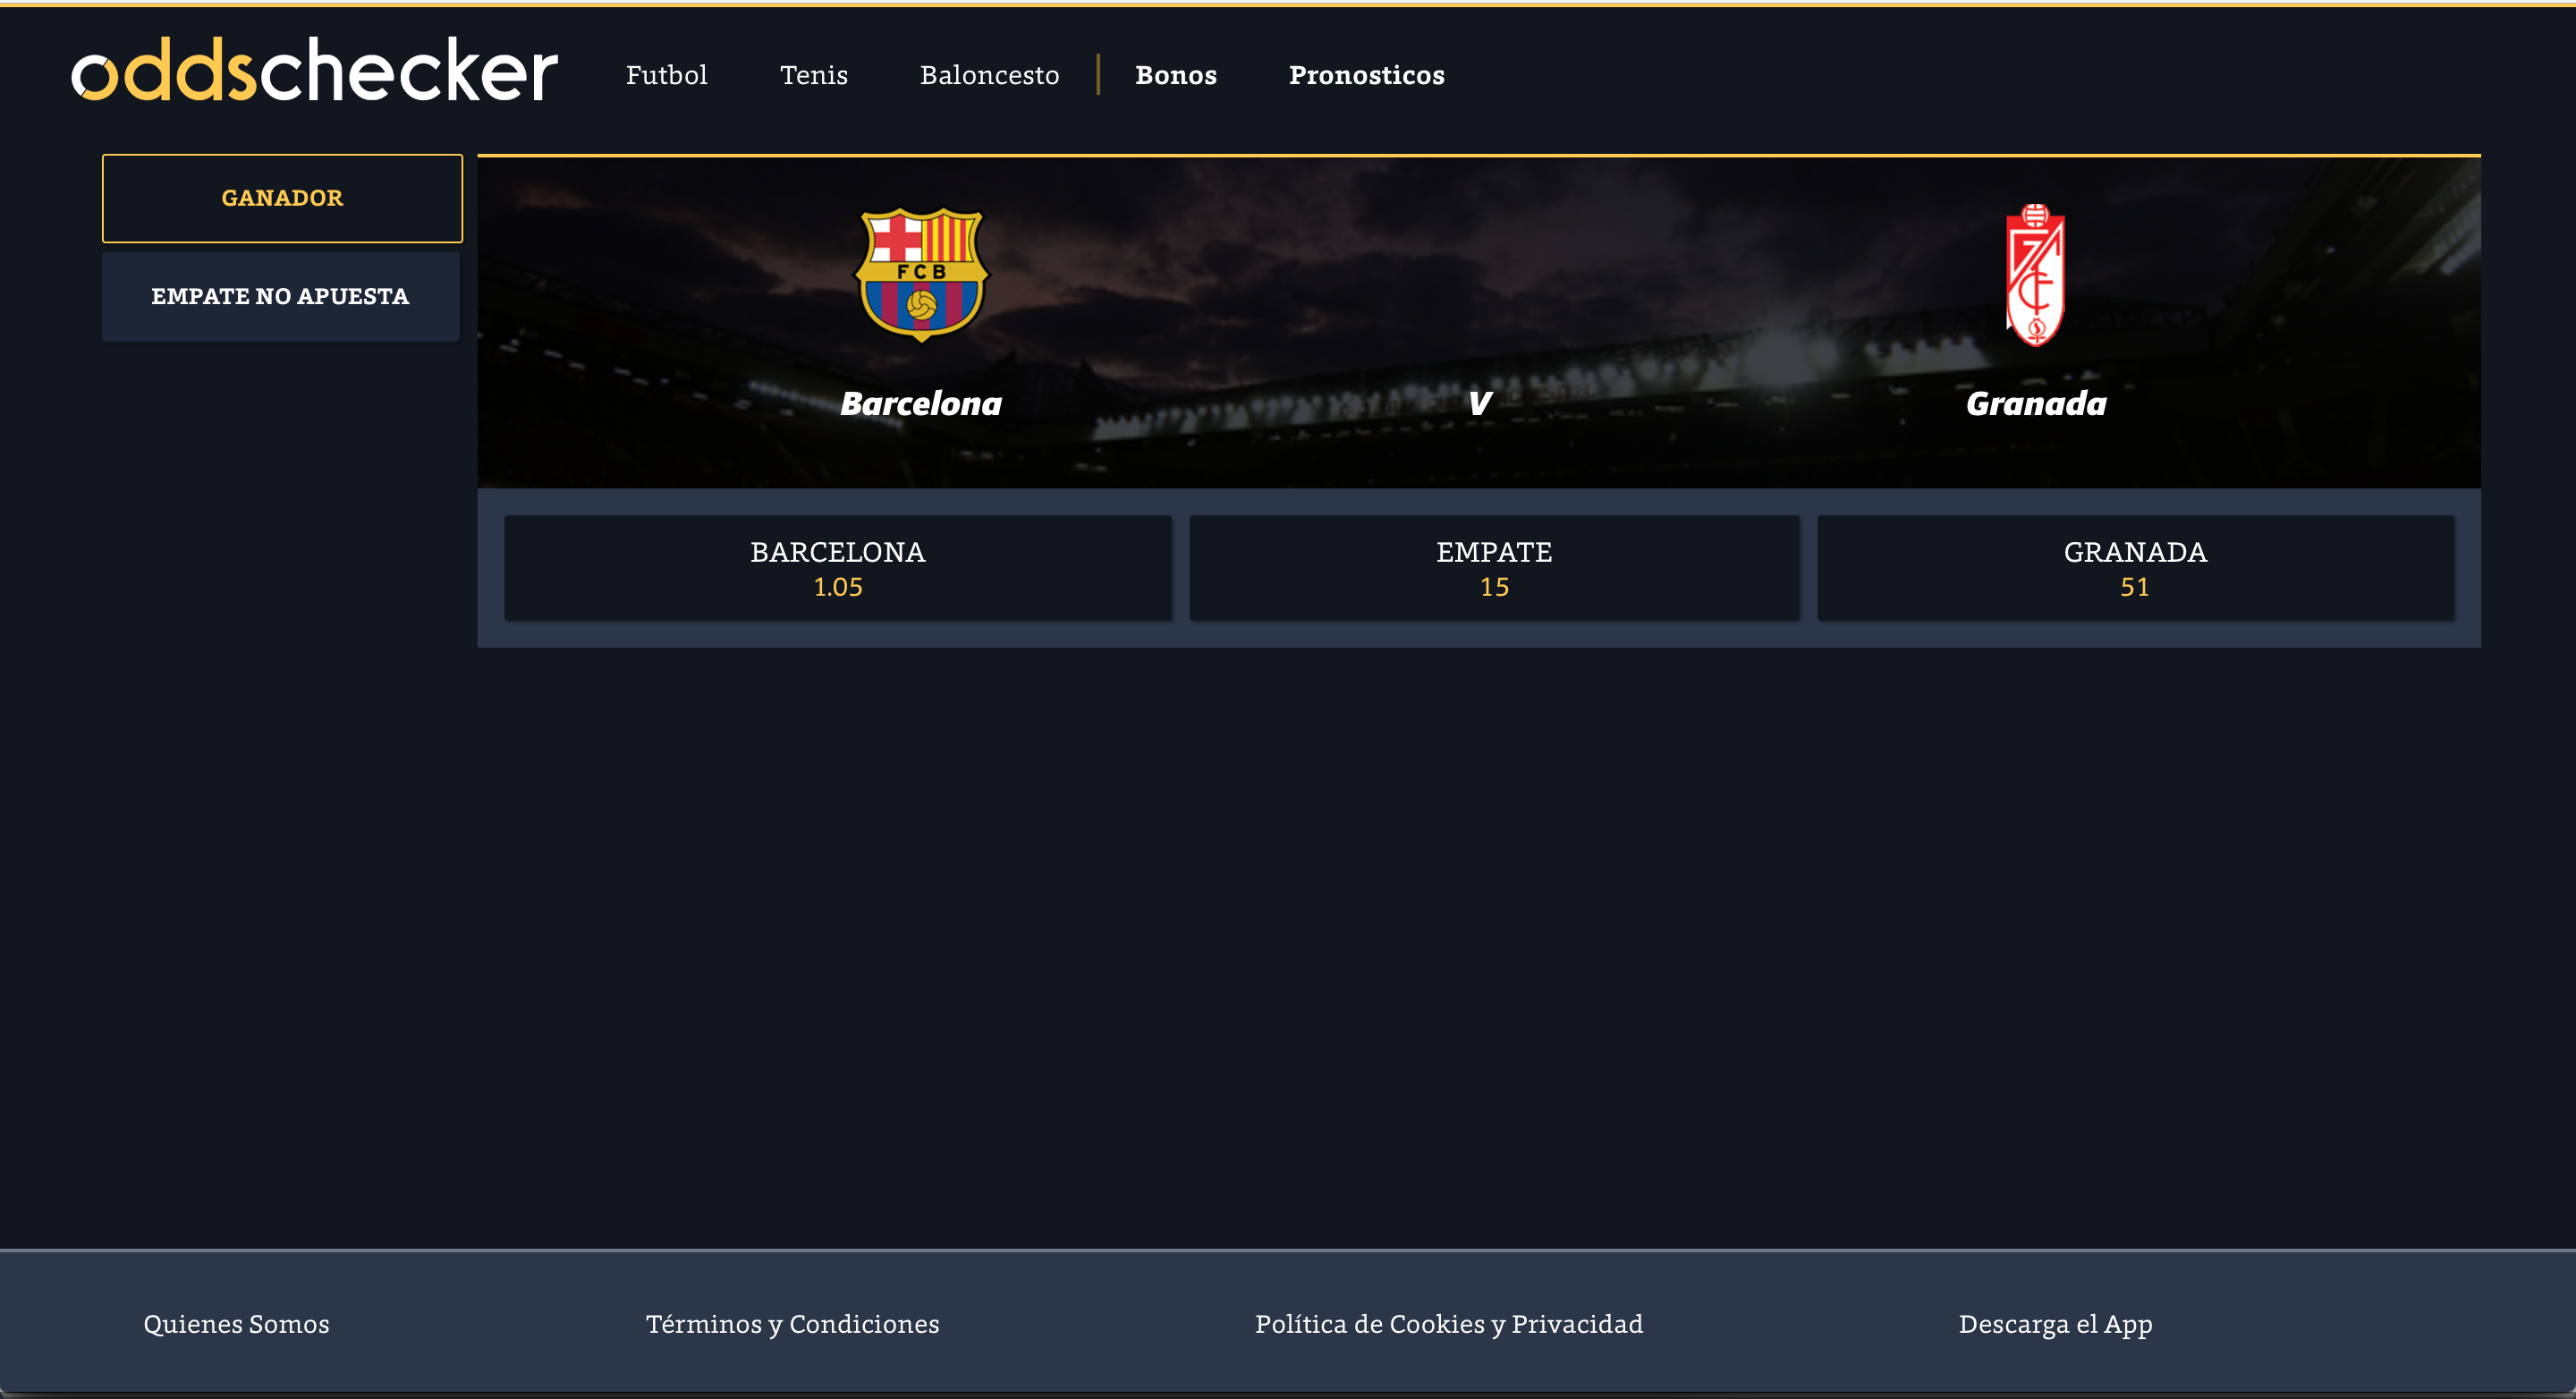 oddschecker
Futbol Tenis Baloncesto Bonos Pronosticos
GANADOR
EMPATE NO APUESTA
FCB
Barcelona V Granada
BARCELONA EMPATE GRANADA
1.05 15 51
Quienes Somos Términos y Condiciones Política de Cookies y Privacidad Descarga el App